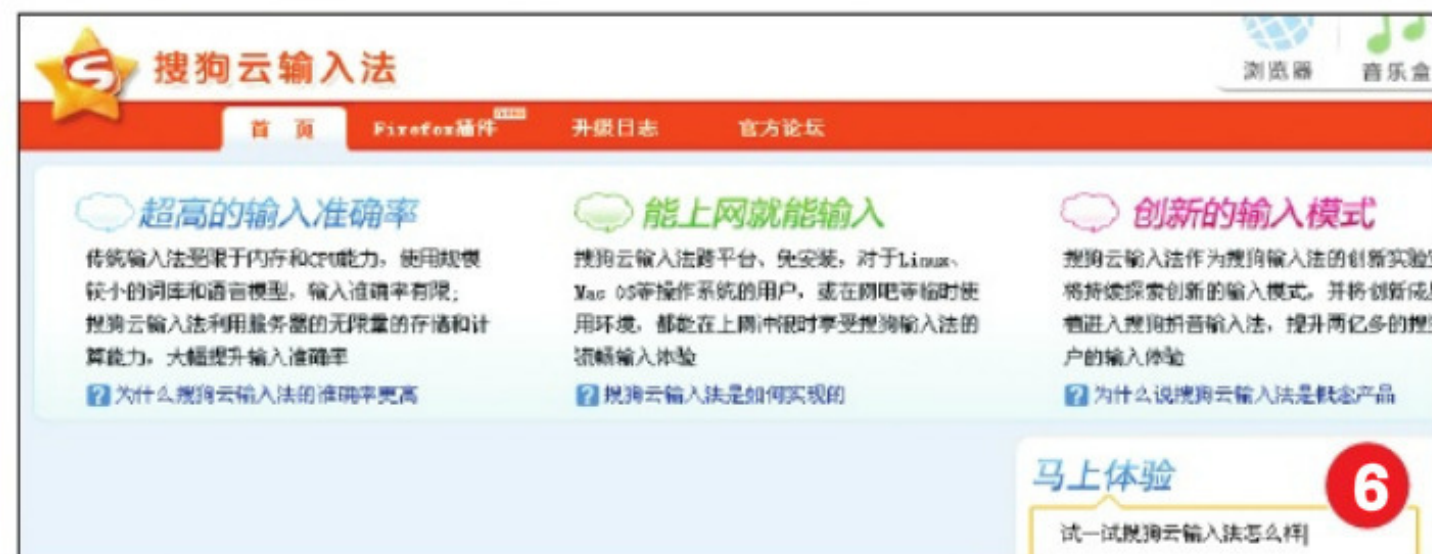 搜狗云输入法
浏览器 音乐盒
首 页 Firefox插件 升级日志 官方论坛
超高的输入准确率
传统输入法受限于内存和CPU能力，使用规模
较小的词库和语言模型，输入准确率有限；
搜狗云输入法利用服务器的无限量的存储和计
算能力，大幅提升输入准确率
为什么搜狗云输入法的准确率更高
能上网就能输入
搜狗云输入法跨平台、免安装，对于Linux、
Mac OS等操作系统的用户，或在网吧等临时使
用环境，都能在上网冲浪时享受搜狗输入法的
流畅输入体验
搜狗云输入法是如何实现的
创新的输入模式
搜狗云输入法作为搜狗输入法的创新实验
将持续探索创新的输入模式，并将创新成
植进入搜狗拼音输入法，提升两亿多的搜
户的输入体验
为什么说搜狗云输入法是概念产品
马上体验
6
试一试搜狗云输入法怎么样